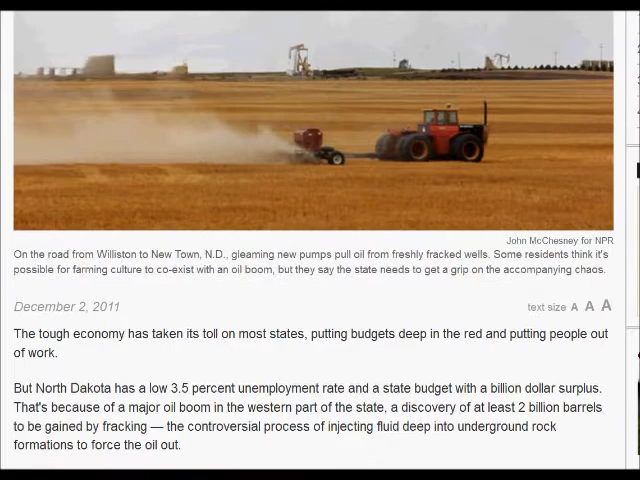 John McChesney for NPR
On the road from Williston to New Town, N.D., gleaming new pumps pull oil from freshly fracked wells. Some residents think it's
possible for farming culture to co-exist with an oil boom, but they say the state needs to get a grip on the accompanying chaos.
December 2, 2011 text size A A A
The tough economy has taken its toll on most states, putting budgets deep in the red and putting people out
of work.
But North Dakota has a low 3.5 percent unemployment rate and a state budget with a billion dollar surplus.
That's because of a major oil boom in the western part of the state, a discovery of at least 2 billion barrels
to be gained by fracking — the controversial process of injecting fluid deep into underground rock
formations to force the oil out.